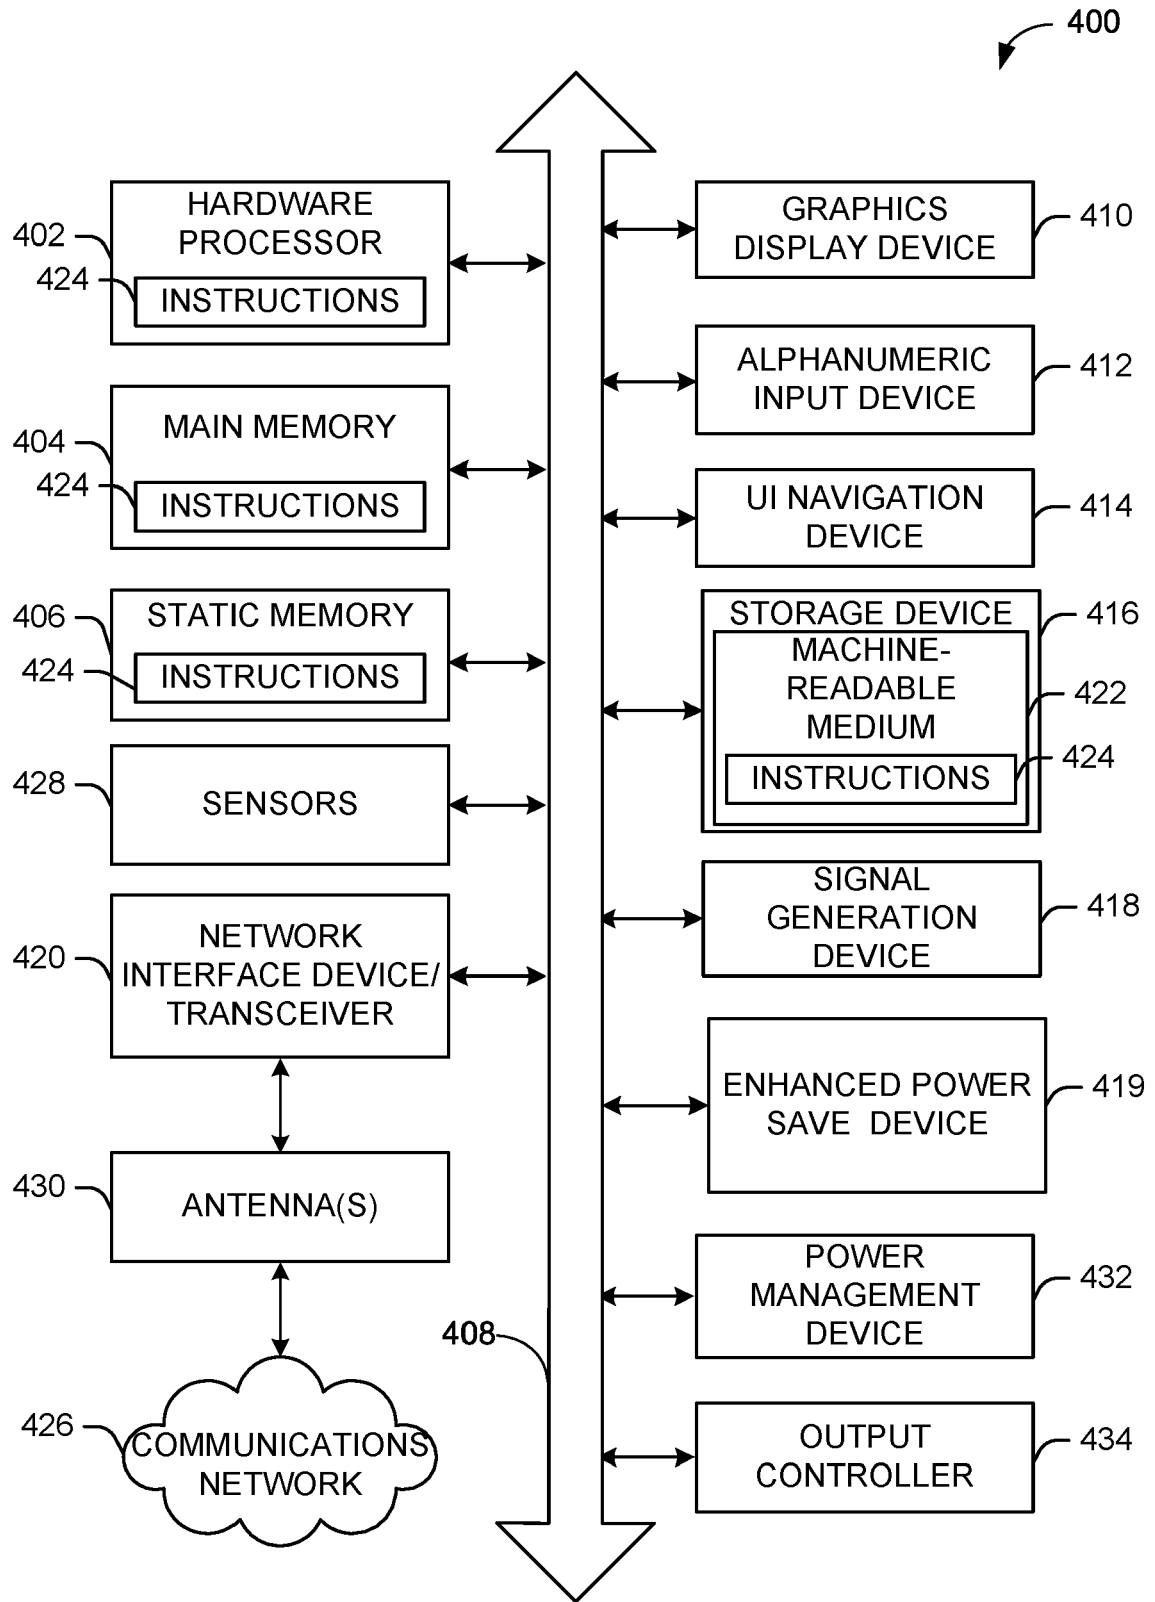 400
HARDWARE
PROCESSOR
402
424
INSTRUCTIONS
MAIN MEMORY
404
424
INSTRUCTIONS
STATIC MEMORY
406
424
INSTRUCTIONS
428
SENSORS
NETWORK
INTERFACE DEVICE/
TRANSCEIVER
420
430
ANTENNA(S)
408
426
COMMUNICATIONS
NETWORK
GRAPHICS
DISPLAY DEVICE
410
ALPHANUMERIC
INPUT DEVICE
412
UI NAVIGATION
DEVICE
414
STORAGE DEVICE
416
MACHINE-
READABLE
MEDIUM
422
INSTRUCTIONS
424
SIGNAL
GENERATION
DEVICE
418
ENHANCED POWER
SAVE DEVICE
419
POWER
MANAGEMENT
DEVICE
432
OUTPUT
CONTROLLER
434